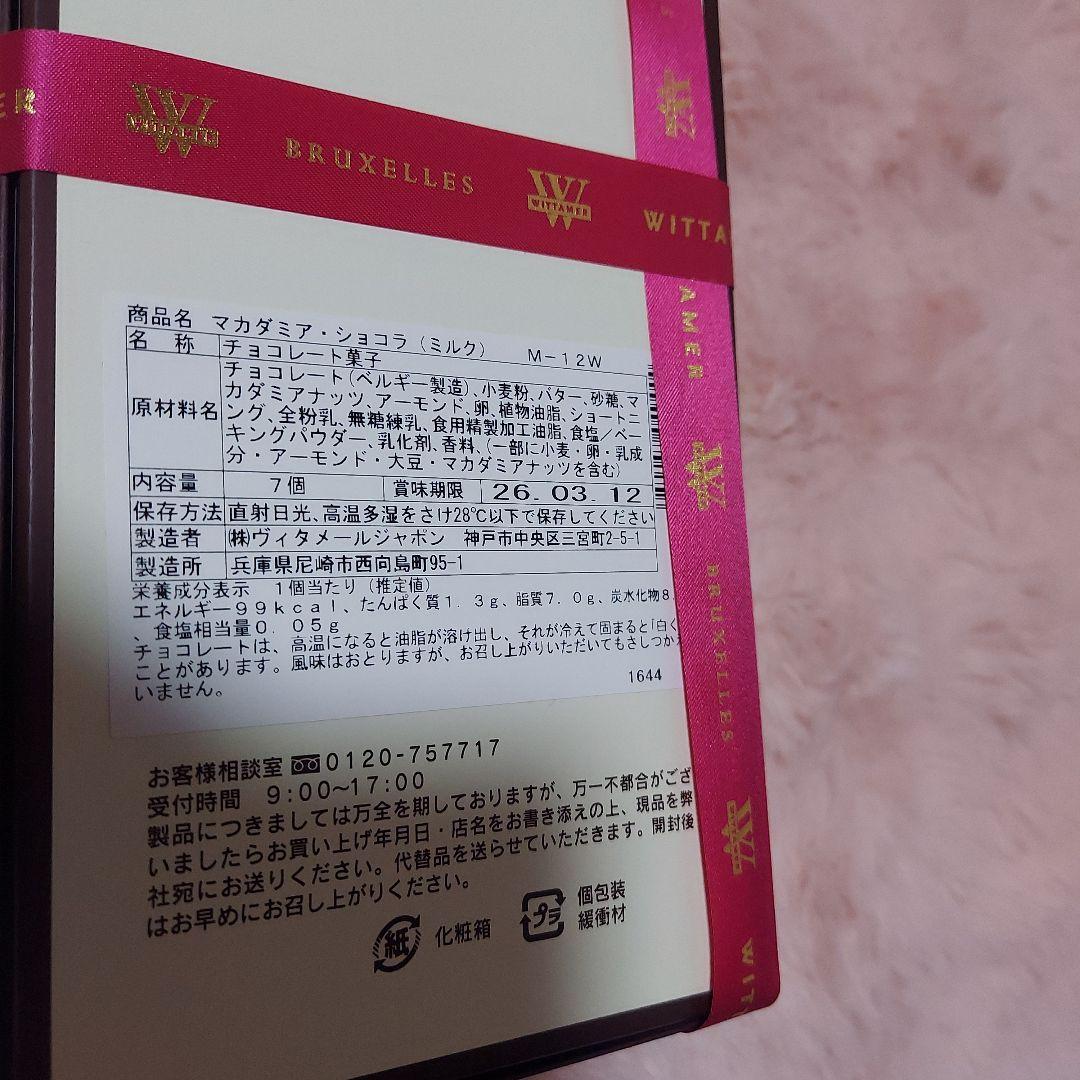 ER
WITTAMER
BRUXELLES
WITTAMER
WITTA
AMER
BRUXELLES
WIT
商品名 マカダミア・ショコラ（ミルク） M－12W
名 称 チョコレート菓子
原材料名 チョコレート（ベルギー製造）、小麦粉、バター、砂糖、マ
カダミアナッツ、アーモンド、卵、植物油脂、ショートニ
ング、全粉乳、無糖練乳、食用精製加工油脂、食塩／ベー
キングパウダー、乳化剤、香料、（一部に小麦・卵・乳成
分・アーモンド・大豆・マカダミアナッツを含む）
内容量 7個 賞味期限 26.03.12
保存方法 直射日光、高温多湿をさけ28℃以下で保存してください
製造者 ㈱ヴィタメールジャポン 神戸市中央区三宮町2-5-1
製造所 兵庫県尼崎市西向島町95-1
栄養成分表示 1個当たり（推定値）
エネルギー99kcal、たんぱく質1.3g、脂質7.0g、炭水化物8
、食塩相当量0.05g
チョコレートは、高温になると油脂が溶け出し、それが冷えて固まると「白く
ことがあります。風味はおとりますが、お召し上がりいただいてもさしつか
いません。
1644
お客様相談室 0120-757717
受付時間 9:00～17:00
製品につきましては万全を期しておりますが、万一不都合がござ
いましたらお買い上げ年月日・店名をお書き添えの上、現品を弊
社宛にお送りください。代替品を送らせていただきます。開封後
はお早めにお召し上がりください。
紙 化粧箱
プラ 個包装
緩衝材